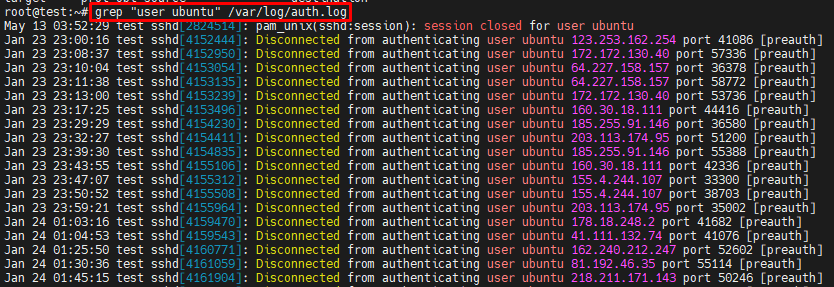 root@test:~# grep "user ubuntu" /var/log/auth.log
May 13 03:52:29 test sshd[2824514]: pam_unix(sshd:session): session closed for user ubuntu
Jan 23 23:00:16 test sshd[4152444]: Disconnected from authenticating user ubuntu 123.253.162.254 port 41086 [preauth]
Jan 23 23:08:37 test sshd[4152950]: Disconnected from authenticating user ubuntu 172.172.130.40 port 57336 [preauth]
Jan 23 23:10:04 test sshd[4153054]: Disconnected from authenticating user ubuntu 64.227.158.157 port 36378 [preauth]
Jan 23 23:11:38 test sshd[4153135]: Disconnected from authenticating user ubuntu 64.227.158.157 port 58772 [preauth]
Jan 23 23:13:00 test sshd[4153239]: Disconnected from authenticating user ubuntu 172.172.130.40 port 53736 [preauth]
Jan 23 23:17:25 test sshd[4153496]: Disconnected from authenticating user ubuntu 160.30.18.111 port 44416 [preauth]
Jan 23 23:29:29 test sshd[4154230]: Disconnected from authenticating user ubuntu 185.255.91.146 port 36580 [preauth]
Jan 23 23:32:27 test sshd[4154411]: Disconnected from authenticating user ubuntu 203.113.174.95 port 51200 [preauth]
Jan 23 23:39:30 test sshd[4154835]: Disconnected from authenticating user ubuntu 185.255.91.146 port 55388 [preauth]
Jan 23 23:43:55 test sshd[4155106]: Disconnected from authenticating user ubuntu 160.30.18.111 port 42336 [preauth]
Jan 23 23:47:07 test sshd[4155312]: Disconnected from authenticating user ubuntu 155.4.244.107 port 33300 [preauth]
Jan 23 23:50:52 test sshd[4155508]: Disconnected from authenticating user ubuntu 155.4.244.107 port 38703 [preauth]
Jan 23 23:59:21 test sshd[4155964]: Disconnected from authenticating user ubuntu 203.113.174.95 port 35002 [preauth]
Jan 24 01:03:16 test sshd[4159470]: Disconnected from authenticating user ubuntu 178.18.248.2 port 41682 [preauth]
Jan 24 01:04:53 test sshd[4159543]: Disconnected from authenticating user ubuntu 41.111.132.74 port 41076 [preauth]
Jan 24 01:25:50 test sshd[4160771]: Disconnected from authenticating user ubuntu 162.240.212.247 port 52602 [preauth]
Jan 24 01:30:36 test sshd[4161059]: Disconnected from authenticating user ubuntu 81.192.46.35 port 55114 [preauth]
Jan 24 01:45:15 test sshd[4161904]: Disconnected from authenticating user ubuntu 218.211.171.143 port 50246 [preauth]